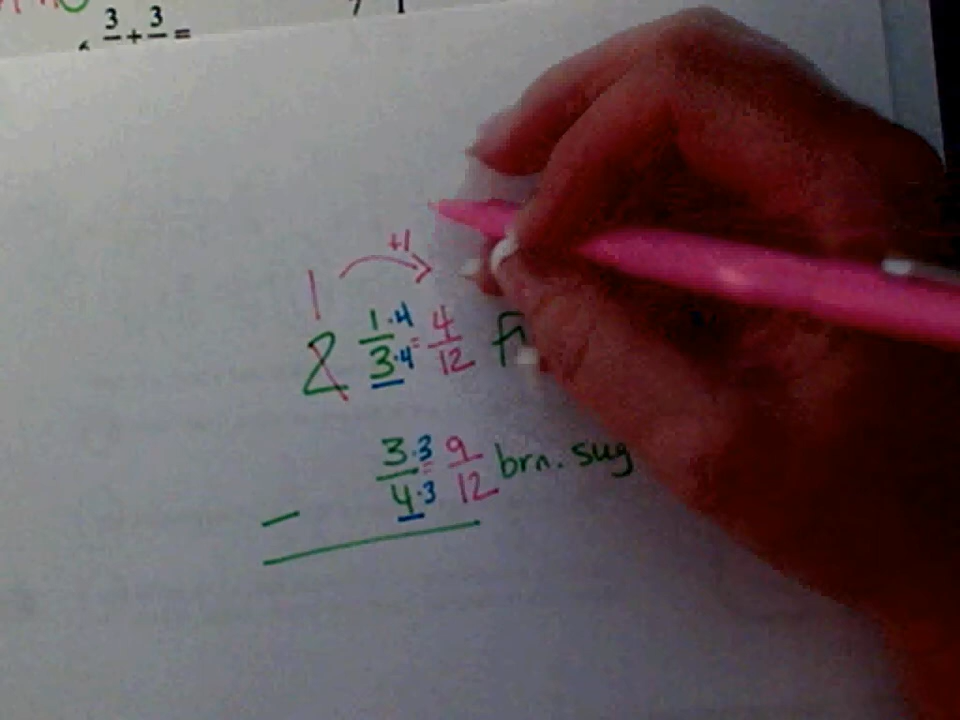 3/3 + 3/ =
+1
1
2 1·4/3·4 = 4/12
3·3/4·3 = 9/12 brn. sug
−